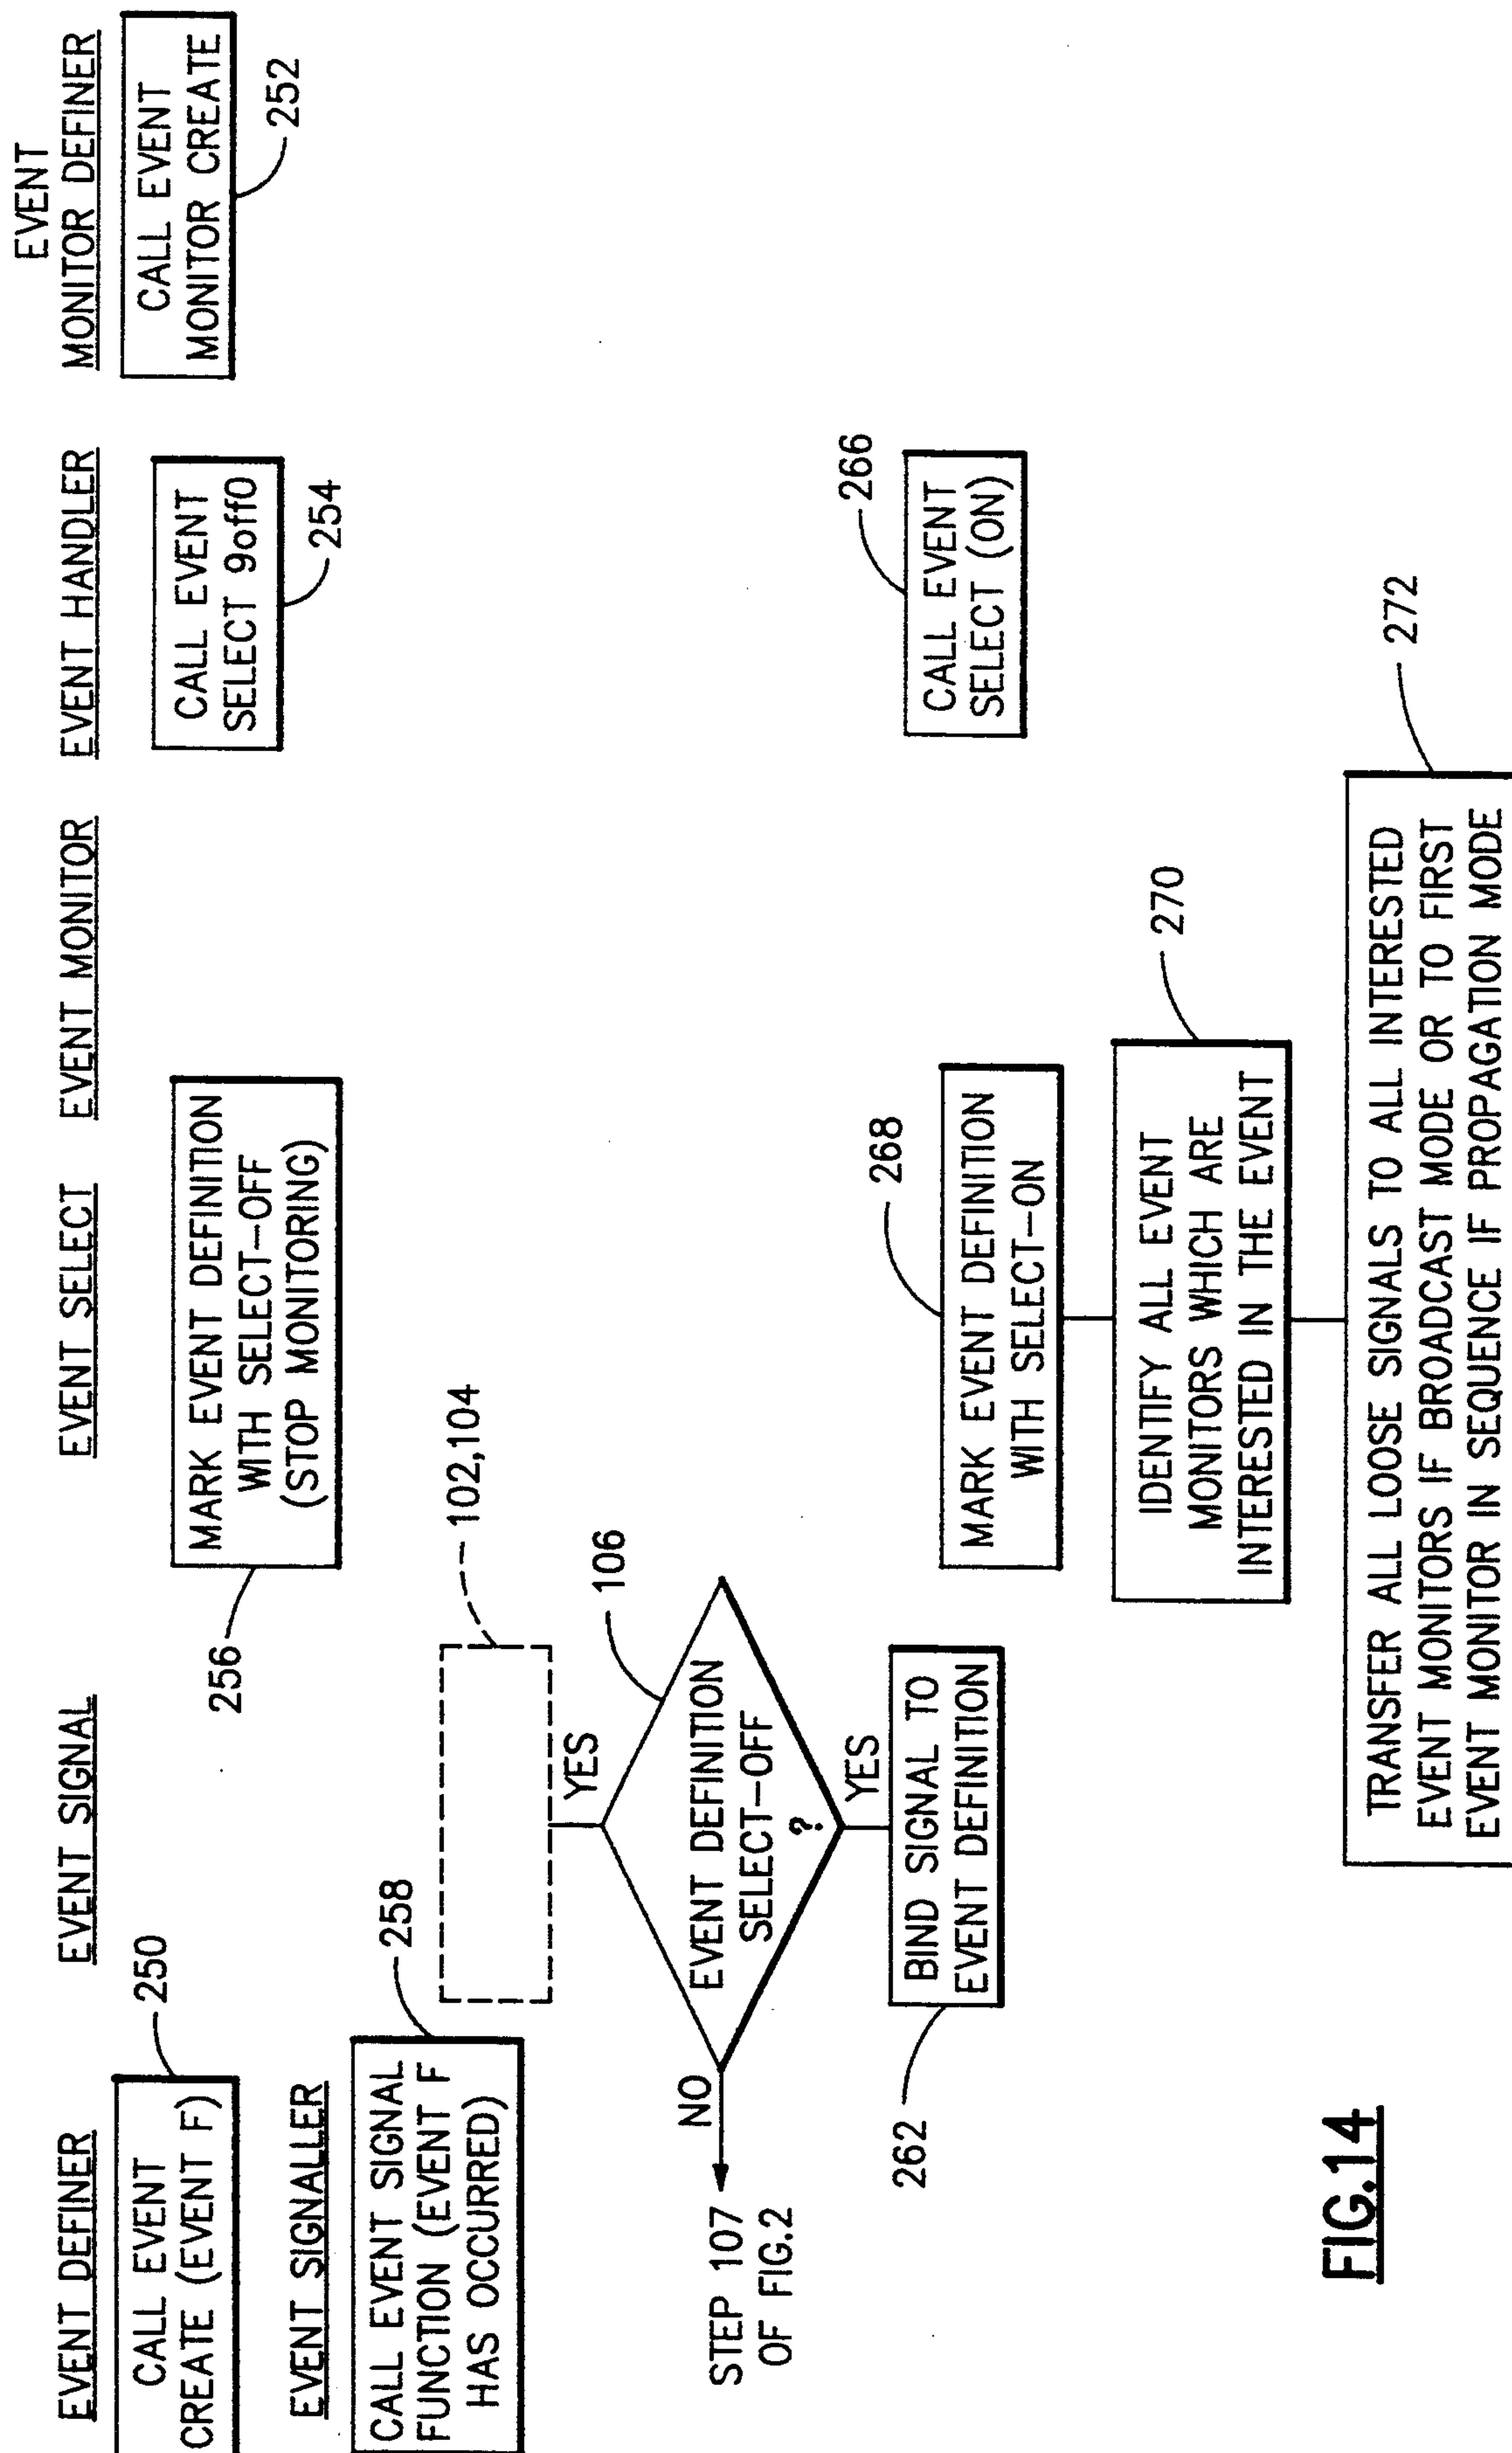 EVENT DEFINER
CALL EVENT
CREATE (EVENT F)
250
EVENT SIGNALLER
CALL EVENT SIGNAL
FUNCTION (EVENT F
HAS OCCURRED)
258
EVENT SIGNAL
102,104
YES
106
EVENT DEFINITION
SELECT-OFF
?
NO
STEP 107
OF FIG.2
YES
BIND SIGNAL TO
EVENT DEFINITION
262
EVENT SELECT
MARK EVENT DEFINITION
WITH SELECT-OFF
(STOP MONITORING)
256
EVENT MONITOR
EVENT HANDLER
CALL EVENT
SELECT 9off0
254
EVENT
MONITOR DEFINER
CALL EVENT
MONITOR CREATE
252
CALL EVENT
SELECT (ON)
266
MARK EVENT DEFINITION
WITH SELECT-ON
268
IDENTIFY ALL EVENT
MONITORS WHICH ARE
INTERESTED IN THE EVENT
270
TRANSFER ALL LOOSE SIGNALS TO ALL INTERESTED
EVENT MONITORS IF BROADCAST MODE OR TO FIRST
EVENT MONITOR IN SEQUENCE IF PROPAGATION MODE
272
FIG.14